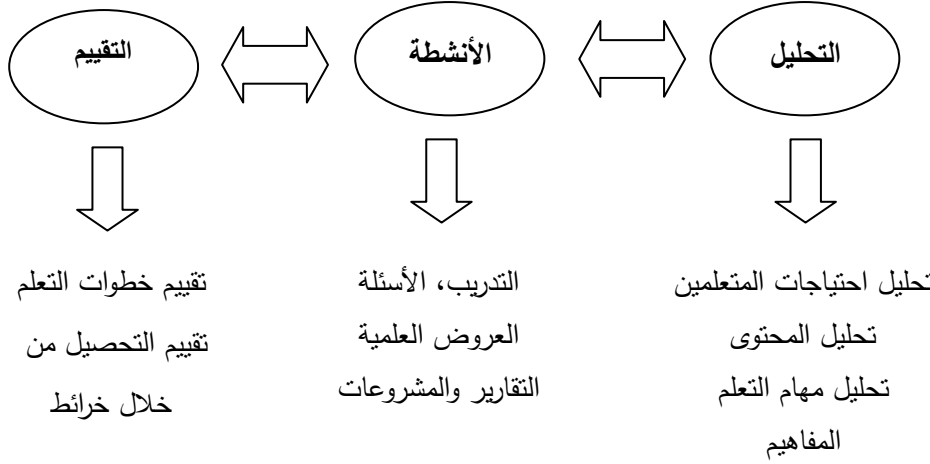 التحليل
الأنشطة
التقييم
تحليل احتياجات المتعلمين
تحليل المحتوى
تحليل مهام التعلم
المفاهيم
التدريب، الأسئلة
العروض العلمية
التقارير والمشروعات
تقييم خطوات التعلم
تقييم التحصيل من
خلال خرائط